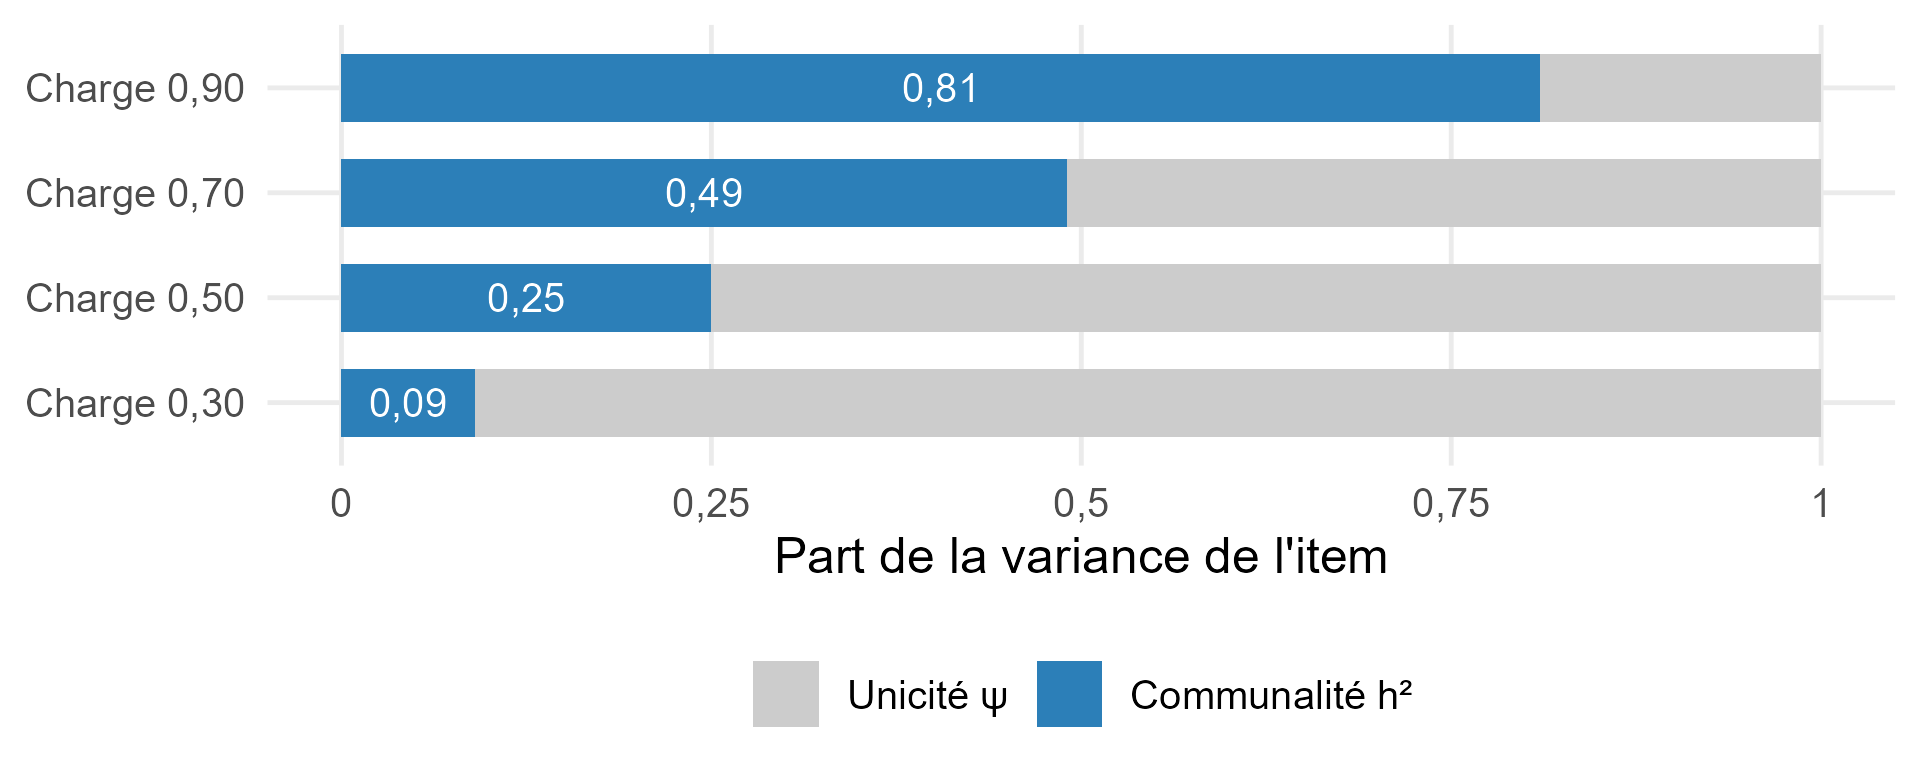 Charge 0,90
0,81
Charge 0,70
0,49
Charge 0,50
0,25
Charge 0,30
0,09
0 0,25 0,5 0,75 1
Part de la variance de l'item
Unicité ψ Communalité h²